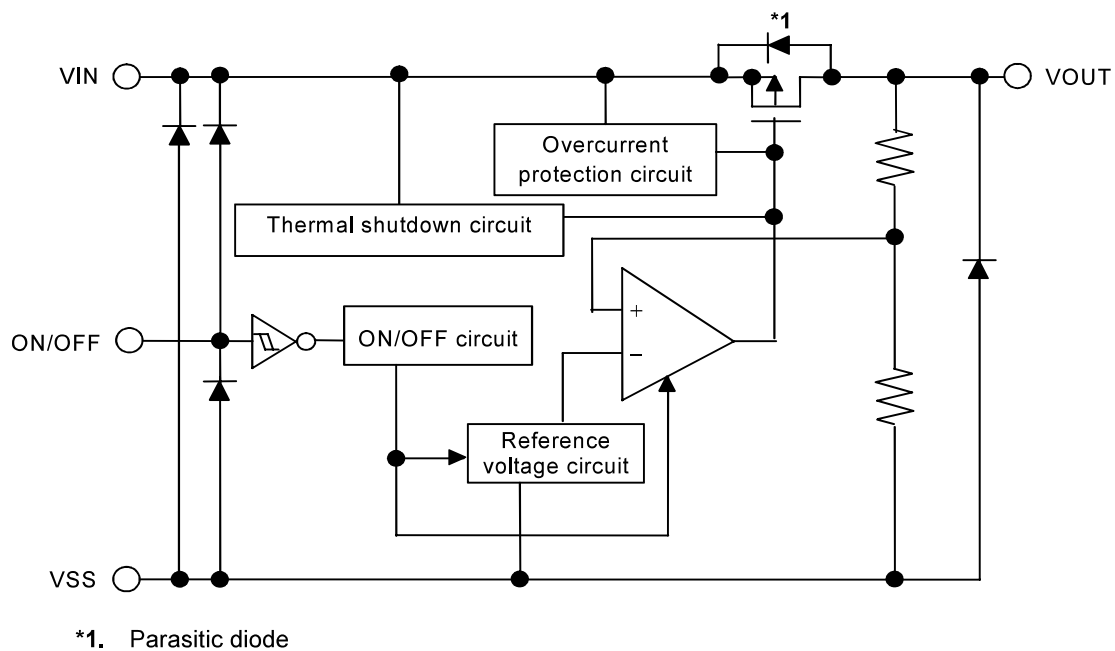 *1
VIN
VOUT
Overcurrent
protection circuit
Thermal shutdown circuit
+
ON/OFF
ON/OFF circuit
−
Reference
voltage circuit
VSS
*1. Parasitic diode